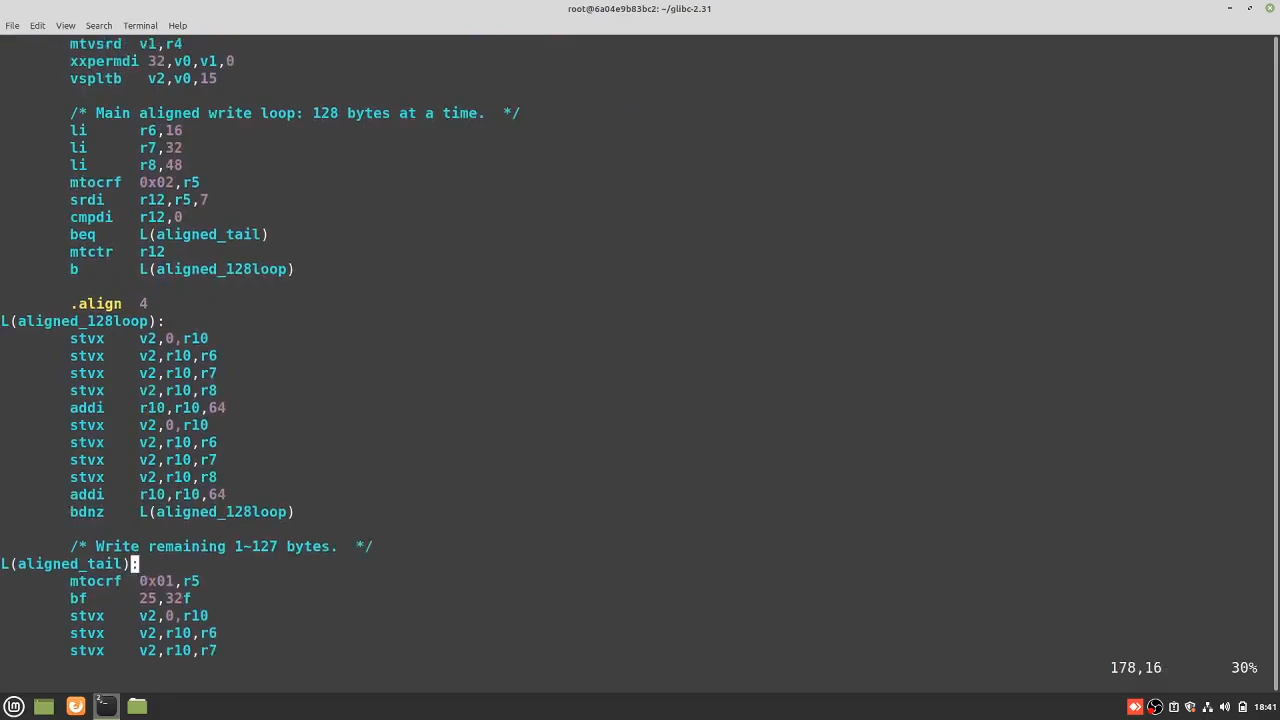 root@6a04e9b83bc2: ~/glibc-2.31
File Edit View Search Terminal Help
mtvsrd v1,r4
xxpermdi 32,v0,v1,0
vspltb v2,v0,15
/* Main aligned write loop: 128 bytes at a time. */
li r6,16
li r7,32
li r8,48
mtocrf 0x02,r5
srdi r12,r5,7
cmpdi r12,0
beq L(aligned_tail)
mtctr r12
b L(aligned_128loop)
.align 4
L(aligned_128loop):
stvx v2,0,r10
stvx v2,r10,r6
stvx v2,r10,r7
stvx v2,r10,r8
addi r10,r10,64
stvx v2,0,r10
stvx v2,r10,r6
stvx v2,r10,r7
stvx v2,r10,r8
addi r10,r10,64
bdnz L(aligned_128loop)
/* Write remaining 1~127 bytes. */
L(aligned_tail):
mtocrf 0x01,r5
bf 25,32f
stvx v2,0,r10
stvx v2,r10,r6
stvx v2,r10,r7
178,16 30%
18:41